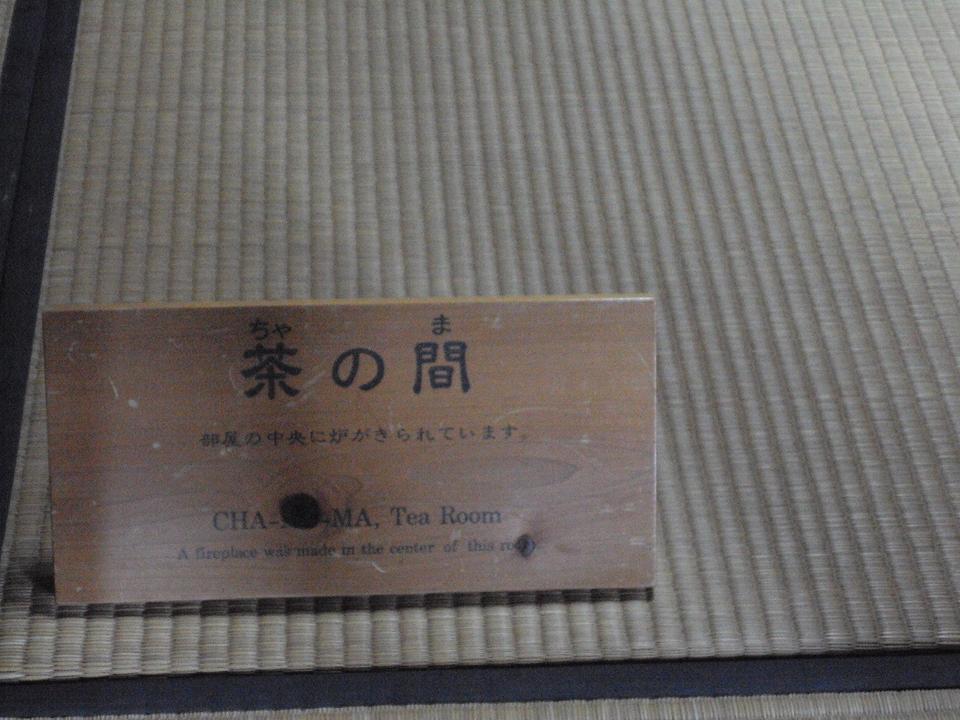 ちゃ ま
茶の間
部屋の中央に炉がきられています。
CHA- -MA, Tea Room
A fireplace was made in the center of this